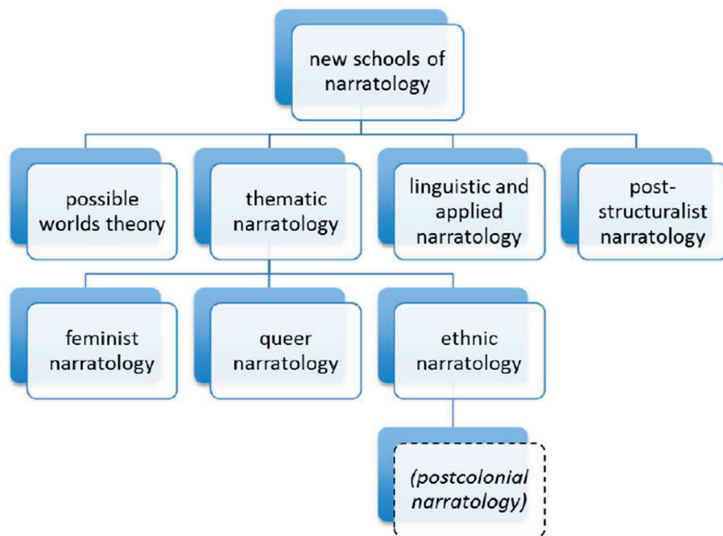 new schools of
narratology
possible
worlds theory
thematic
narratology
linguistic and
applied
narratology
post-
structuralist
narratology
feminist
narratology
queer
narratology
ethnic
narratology
(postcolonial
narratology)